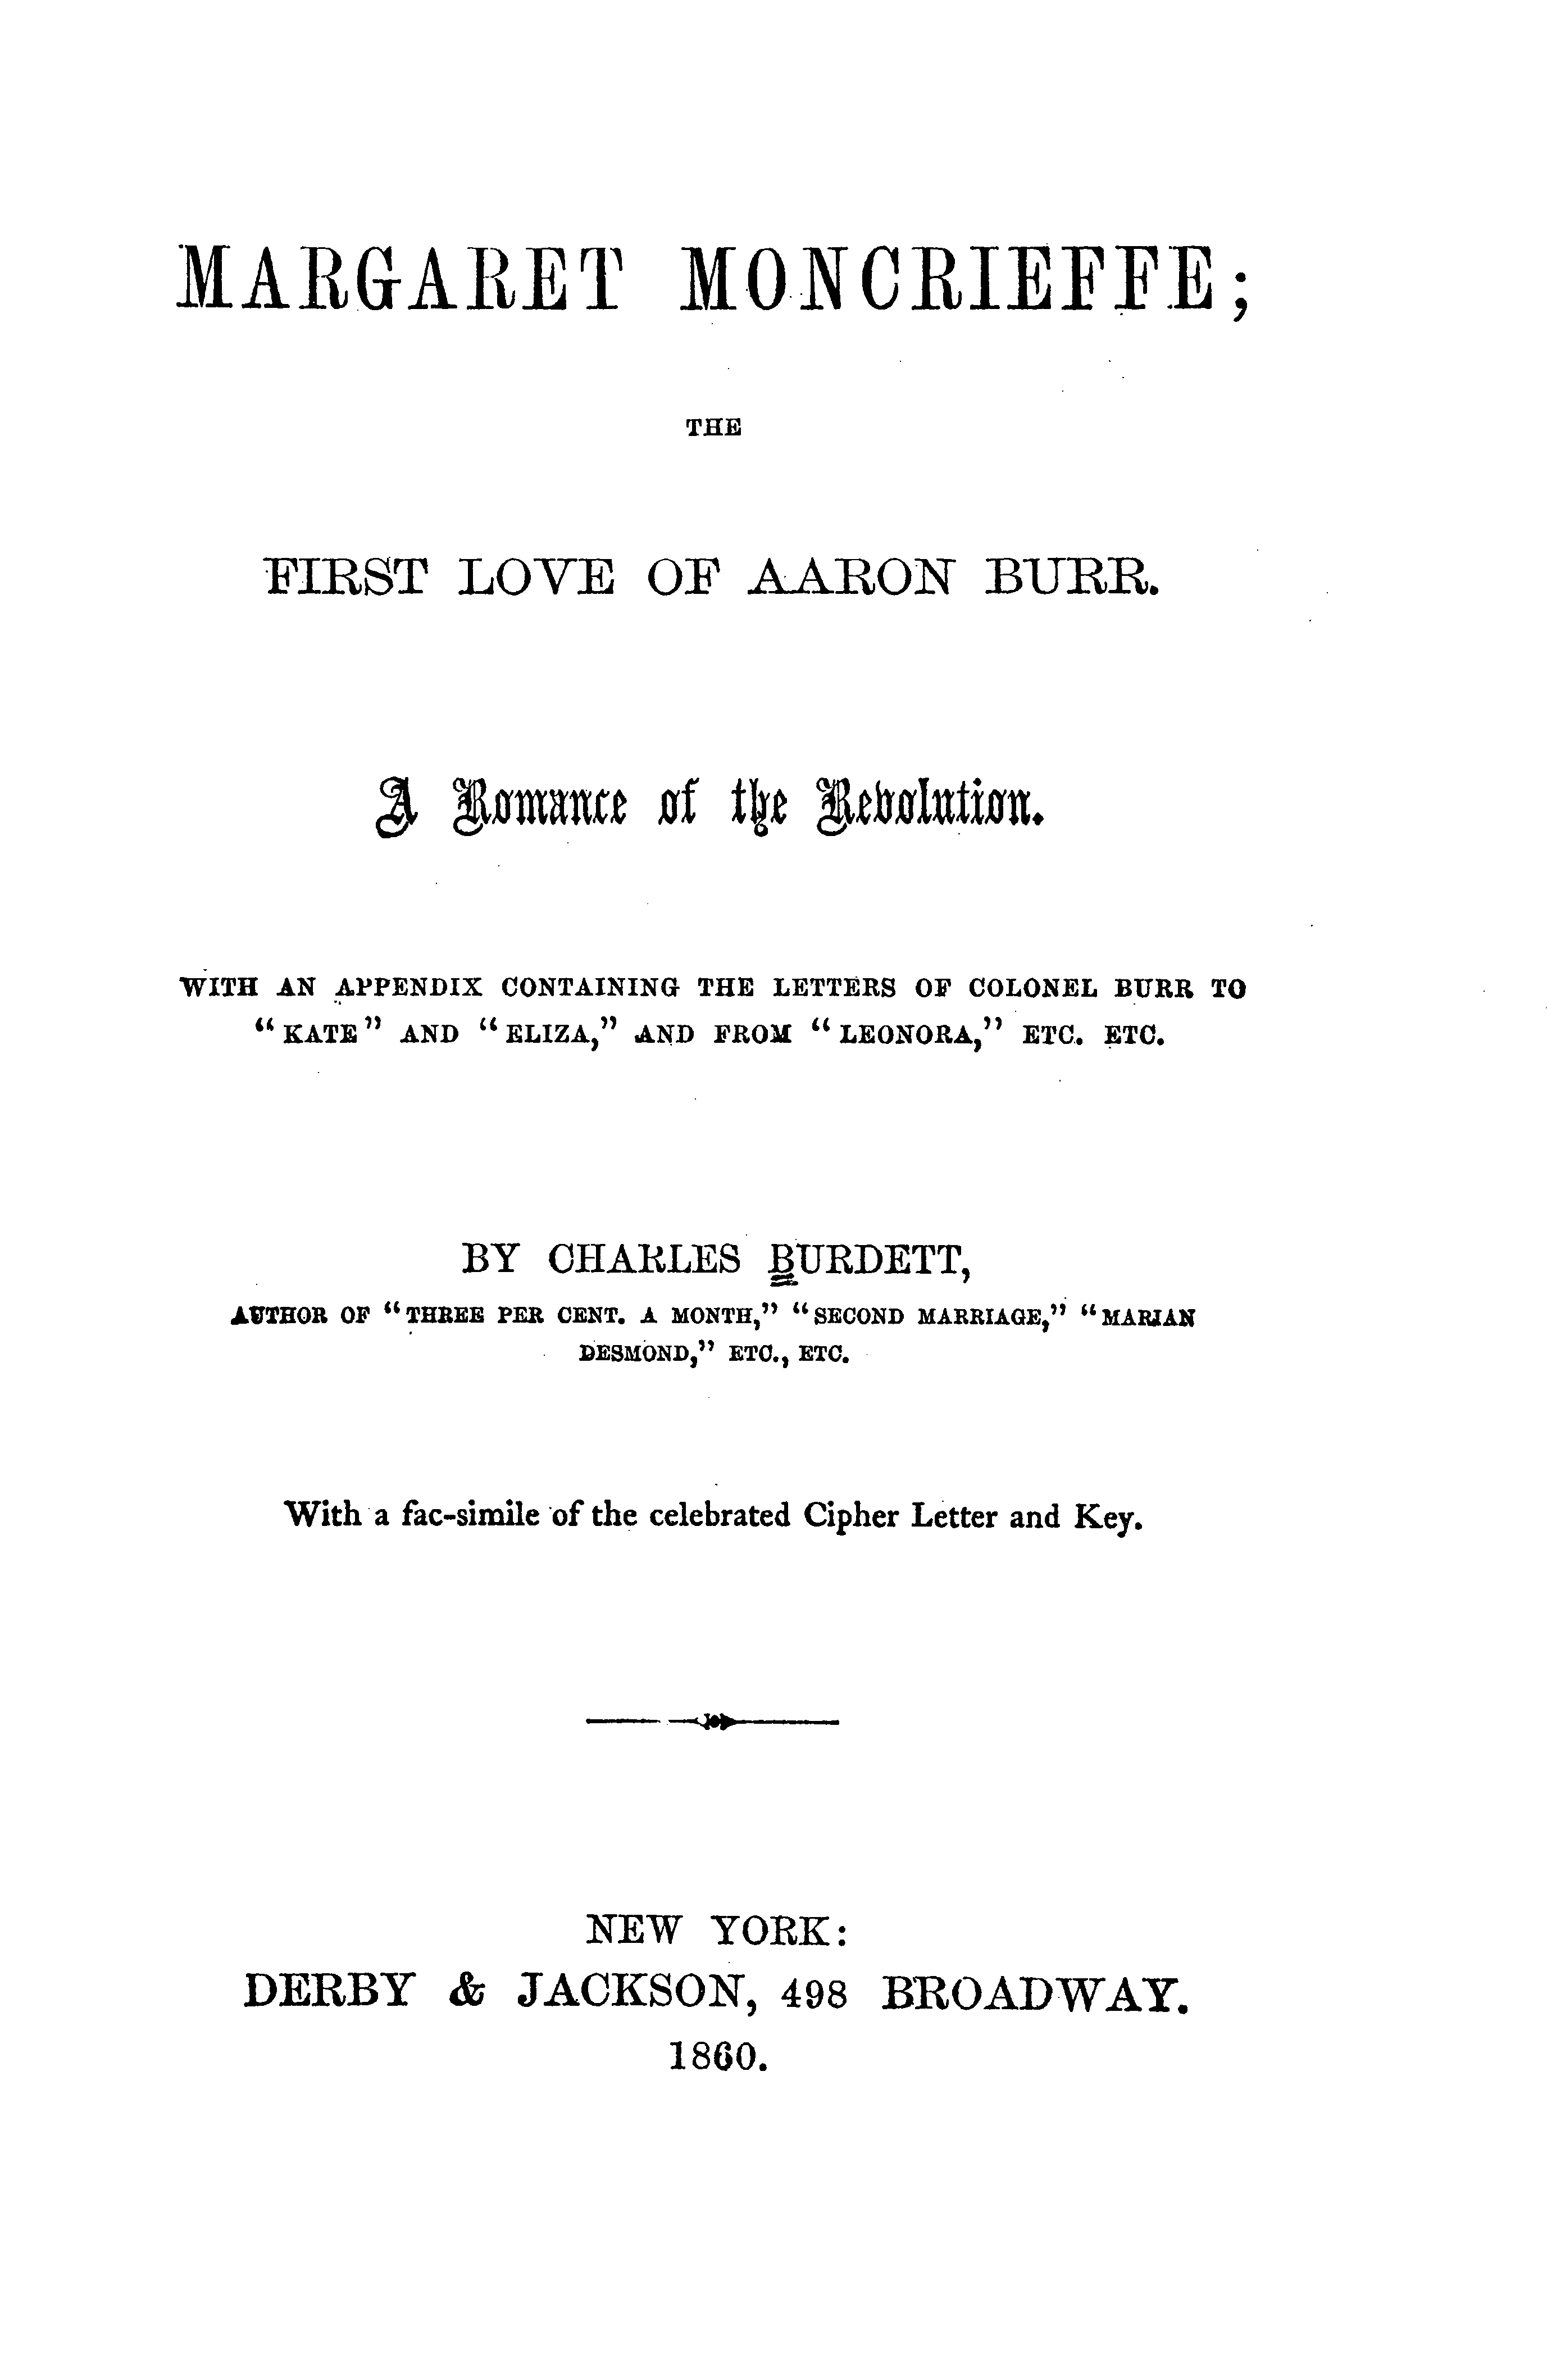 MARGARET MONCRIEFFE;
THE
FIRST LOVE OF AARON BURR.
A Romance of the Revolution.
WITH AN APPENDIX CONTAINING THE LETTERS OF COLONEL BURR TO
“KATE” AND “ELIZA,” AND FROM “LEONORA,” ETC. ETC.
BY CHARLES BURDETT,
AUTHOR OF “THREE PER CENT. A MONTH,” “SECOND MARRIAGE,” “MARIAN
DESMOND,” ETC., ETC.
With a fac-simile of the celebrated Cipher Letter and Key.
NEW YORK:
DERBY & JACKSON, 498 BROADWAY.
1860.